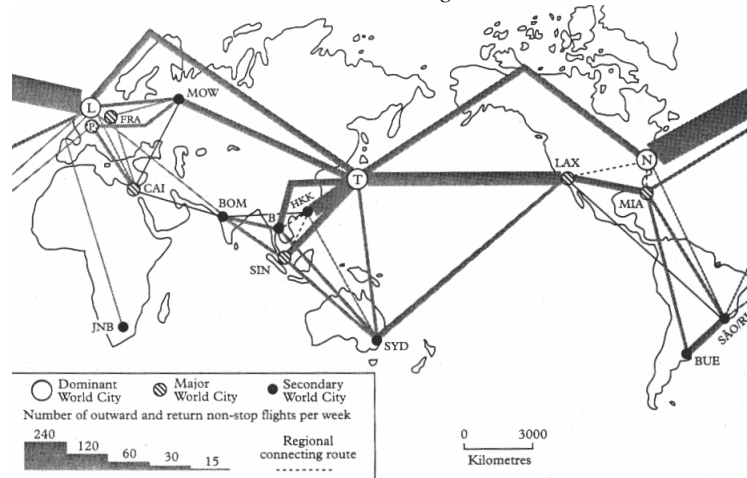 MOW
L
P
FRA
LAX
N
CAI
T
MIA
BOM
HKK
B
SIN
JNB
SYD
SÃO/RI
BUE
Dominant World City
Major World City
Secondary World City
Number of outward and return non-stop flights per week
240
120
60
30
15
Regional connecting route
0 3000
Kilometres